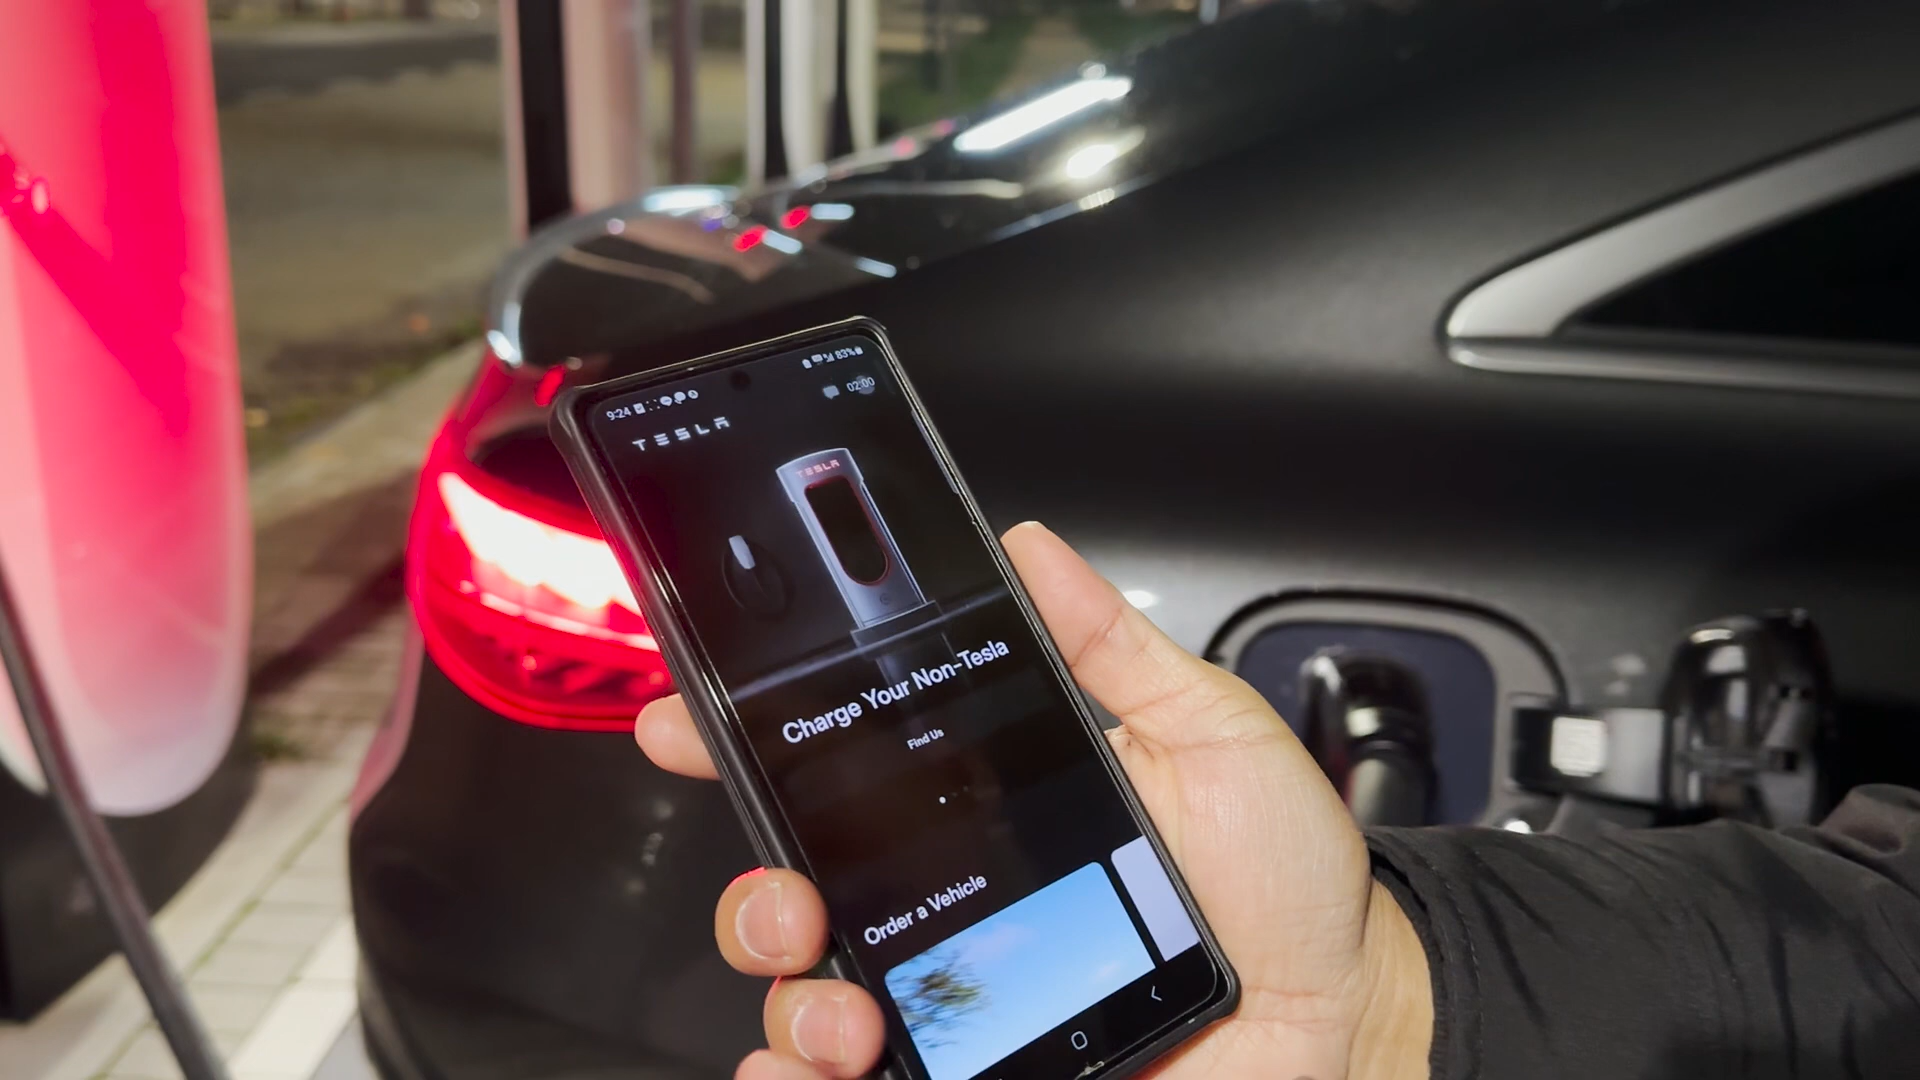 9:24
83%
02:00
TESLA
TESLA
Charge Your Non-Tesla
Find Us
Order a Vehicle